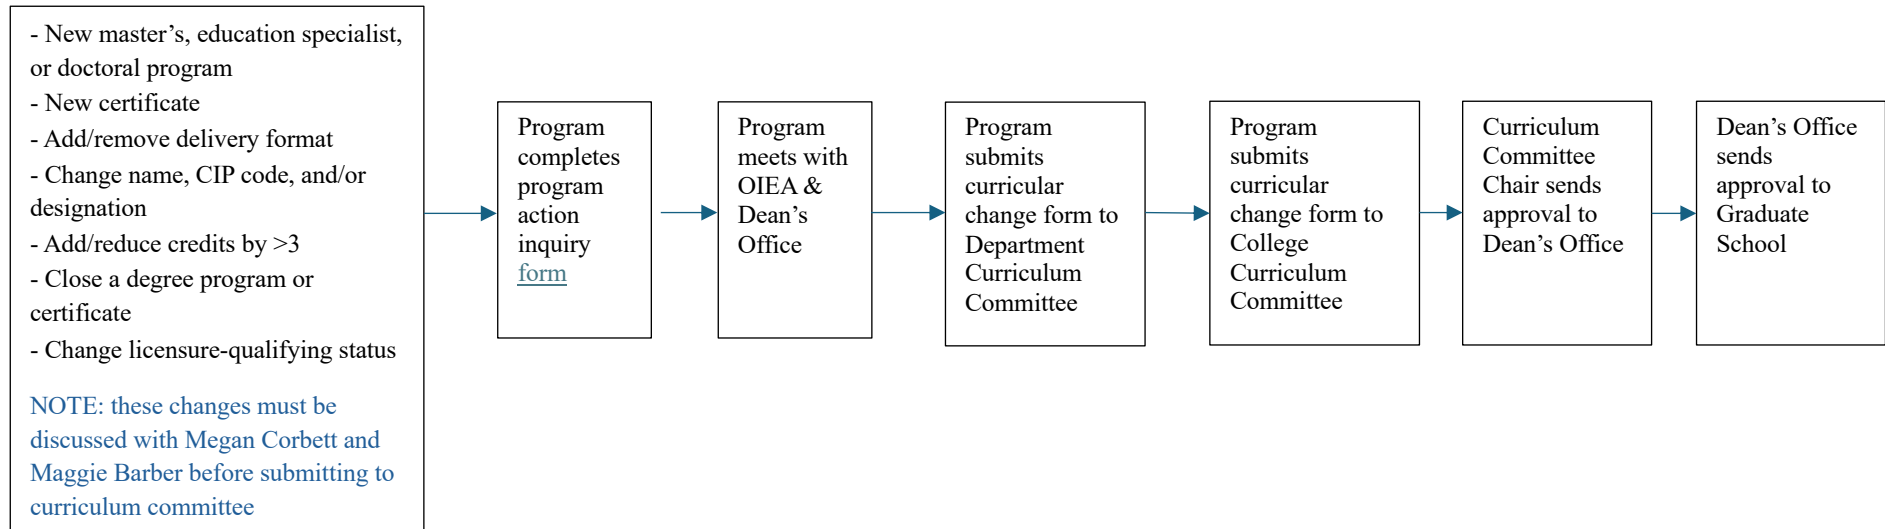 - New master’s, education specialist,
or doctoral program
- New certificate
- Add/remove delivery format
- Change name, CIP code, and/or
designation
- Add/reduce credits by >3
- Close a degree program or
certificate
- Change licensure-qualifying status
NOTE: these changes must be
discussed with Megan Corbett and
Maggie Barber before submitting to
curriculum committee
Program
completes
program
action
inquiry
form
Program
meets with
OIEA &
Dean’s
Office
Program
submits
curricular
change form to
Department
Curriculum
Committee
Program
submits
curricular
change form to
College
Curriculum
Committee
Curriculum
Committee
Chair sends
approval to
Dean’s Office
Dean’s Office
sends
approval to
Graduate
School